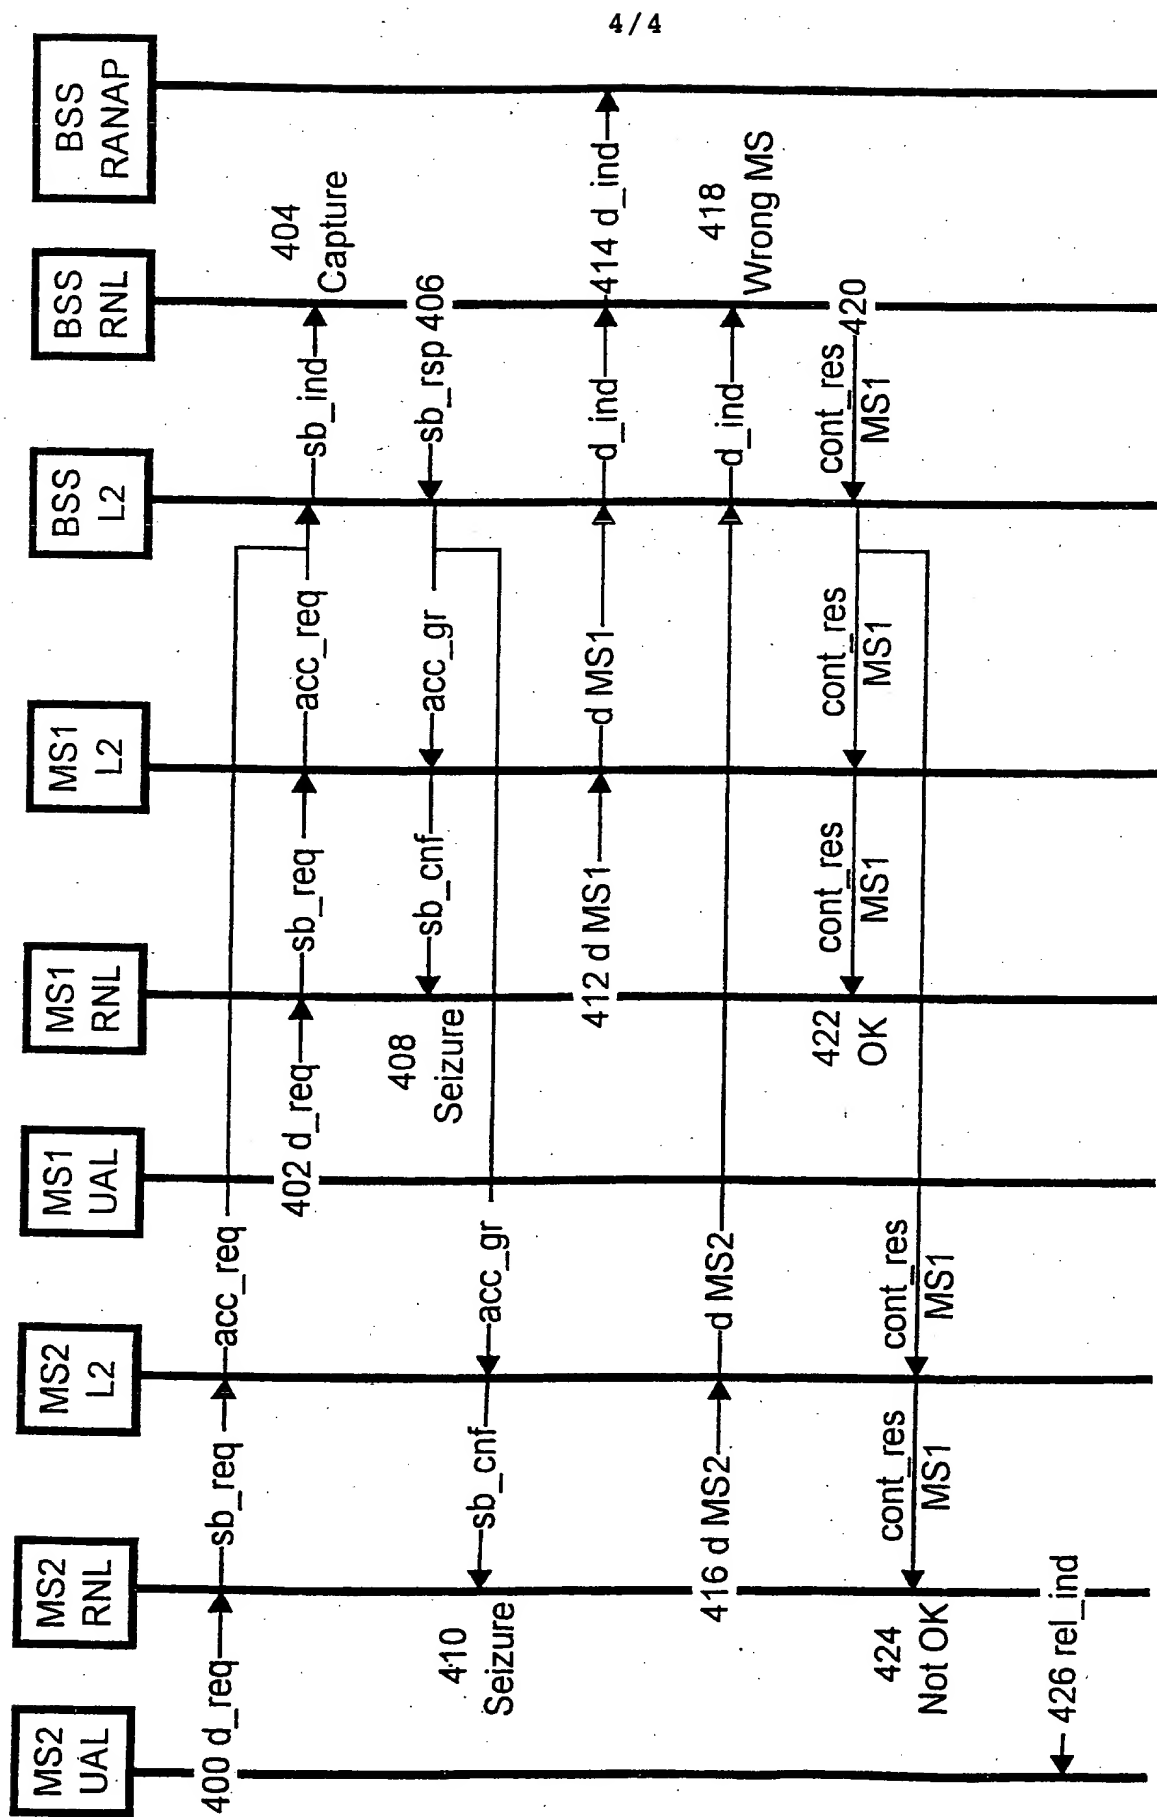 4/4
MS2
UAL
MS2
RNL
MS2
L2
MS1
UAL
MS1
RNL
MS1
L2
BSS
L2
BSS
RNL
BSS
RANAP
400 d_req
sb_req
acc_req
402 d_req
sb_req
acc_req
sb_ind
404
Capture
sb_rsp 406
acc_gr
sb_cnf
408
Seizure
acc_gr
sb_cnf
410
Seizure
412 d MS1
d MS1
d_ind
414 d_ind
416 d MS2
d MS2
d_ind
418
Wrong MS
420
cont_res
MS1
cont_res
MS1
cont_res
MS1
422
OK
cont_res
MS1
cont_res
MS1
424
Not OK
426 rel_ind